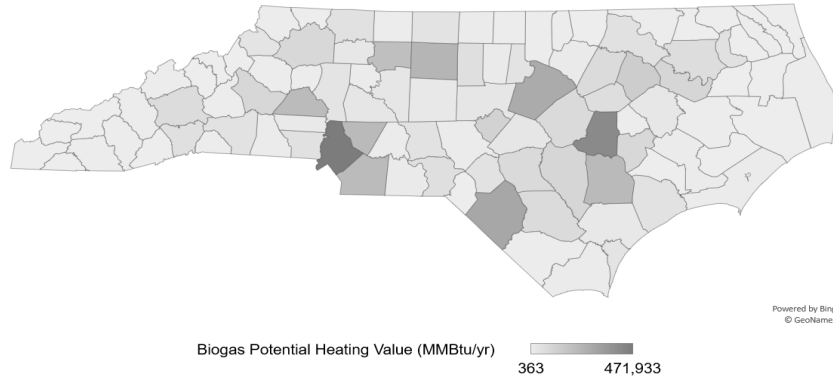 Powered by Bing
© GeoNames
Biogas Potential Heating Value (MMBtu/yr)
363
471,933